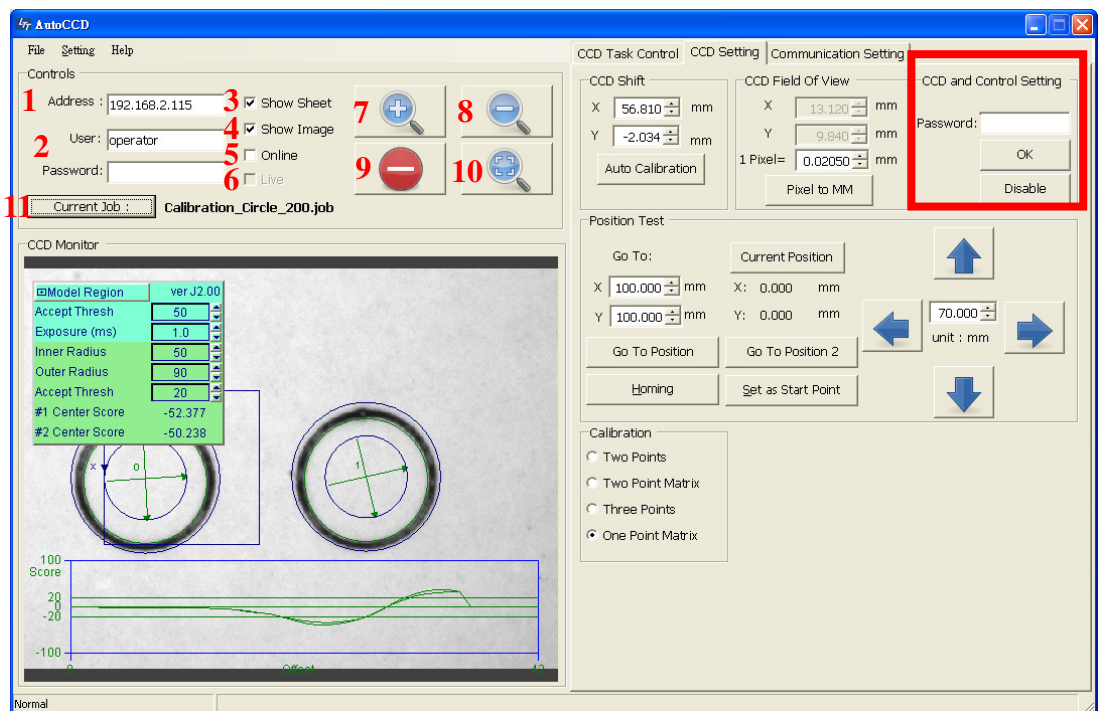 AutoCCD
File Setting Help
Controls
1 Address : 192.168.2.115
2 User: operator
Password:
3 Show Sheet
4 Show Image
5 Online
6 Live
7
8
9
10
11 Current Job : Calibration_Circle_200.job
CCD Monitor
Model Region ver J2.00
Accept Thresh 50
Exposure (ms) 1.0
Inner Radius 50
Outer Radius 90
Accept Thresh 20
#1 Center Score -52.377
#2 Center Score -50.238
x 0
1
100
Score
20
0
-20
-100
0 Offset 42
Normal
CCD Task Control CCD Setting Communication Setting
CCD Shift
X 56.810 mm
Y -2.034 mm
Auto Calibration
CCD Field Of View
X 13.120 mm
Y 9.840 mm
1 Pixel= 0.02050 mm
Pixel to MM
CCD and Control Setting
Password:
OK
Disable
Position Test
Go To: Current Position
X 100.000 mm X: 0.000 mm
Y 100.000 mm Y: 0.000 mm
Go To Position Go To Position 2
Homing Set as Start Point
70.000
unit : mm
Calibration
Two Points
Two Point Matrix
Three Points
One Point Matrix